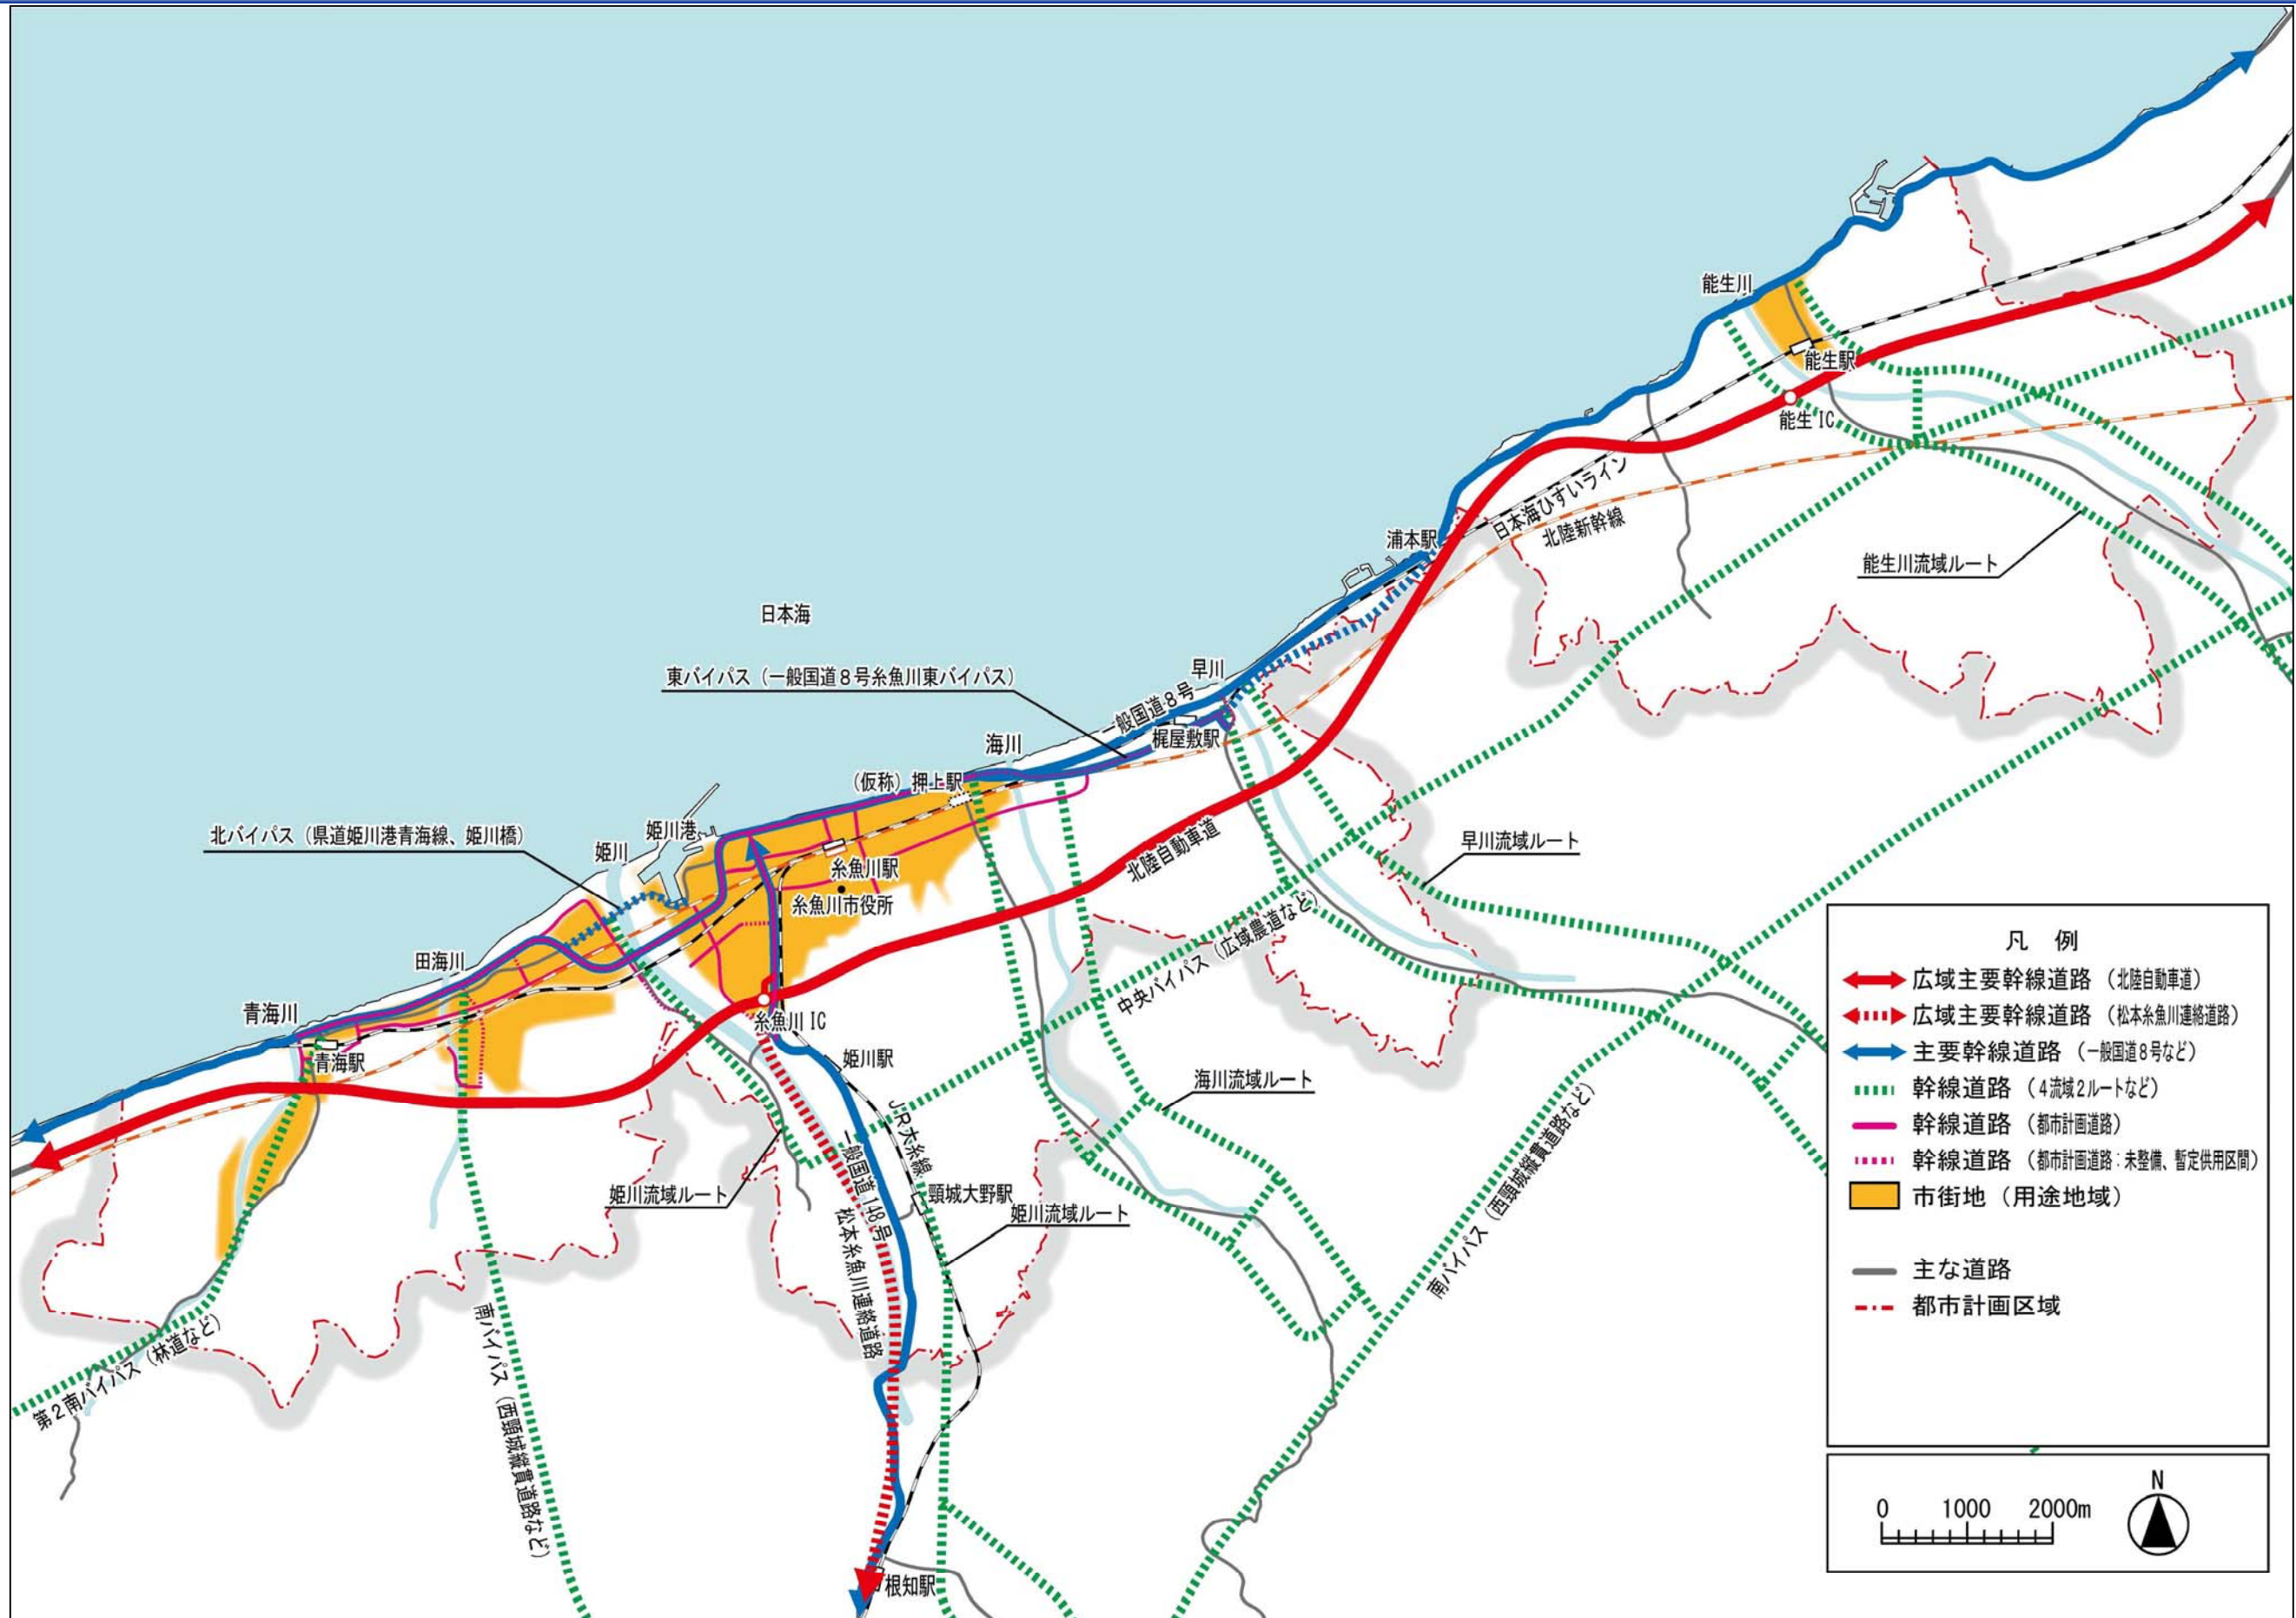 能生川
能生駅
能生 IC
日本海ひすいライン
北陸新幹線
浦本駅
能生川流域ルート
日本海
東バイパス（一般国道８号糸魚川東バイパス）
早川
一般国道８号
梶屋敷駅
海川
（仮称）押上駅
北バイパス（県道姫川港青海線、姫川橋）
姫川港
姫川
糸魚川駅
糸魚川市役所
北陸自動車道
早川流域ルート
中央バイパス（広域農道など）
田海川
青海川
青海駅
糸魚川 IC
姫川駅
海川流域ルート
JR大糸線
一般国道 148号
松本糸魚川連絡道路
頸城大野駅
姫川流域ルート
姫川流域ルート
南バイパス（西頸城縦貫道路など）
南バイパス（西頸城縦貫道路など）
第２南バイパス（林道など）
根知駅
凡　例
広域主要幹線道路（北陸自動車道）
広域主要幹線道路（松本糸魚川連絡道路）
主要幹線道路（一般国道８号など）
幹線道路（４流域２ルートなど）
幹線道路（都市計画道路）
幹線道路（都市計画道路：未整備、暫定供用区間）
市街地（用途地域）
主な道路
都市計画区域
0 1000 2000m
N